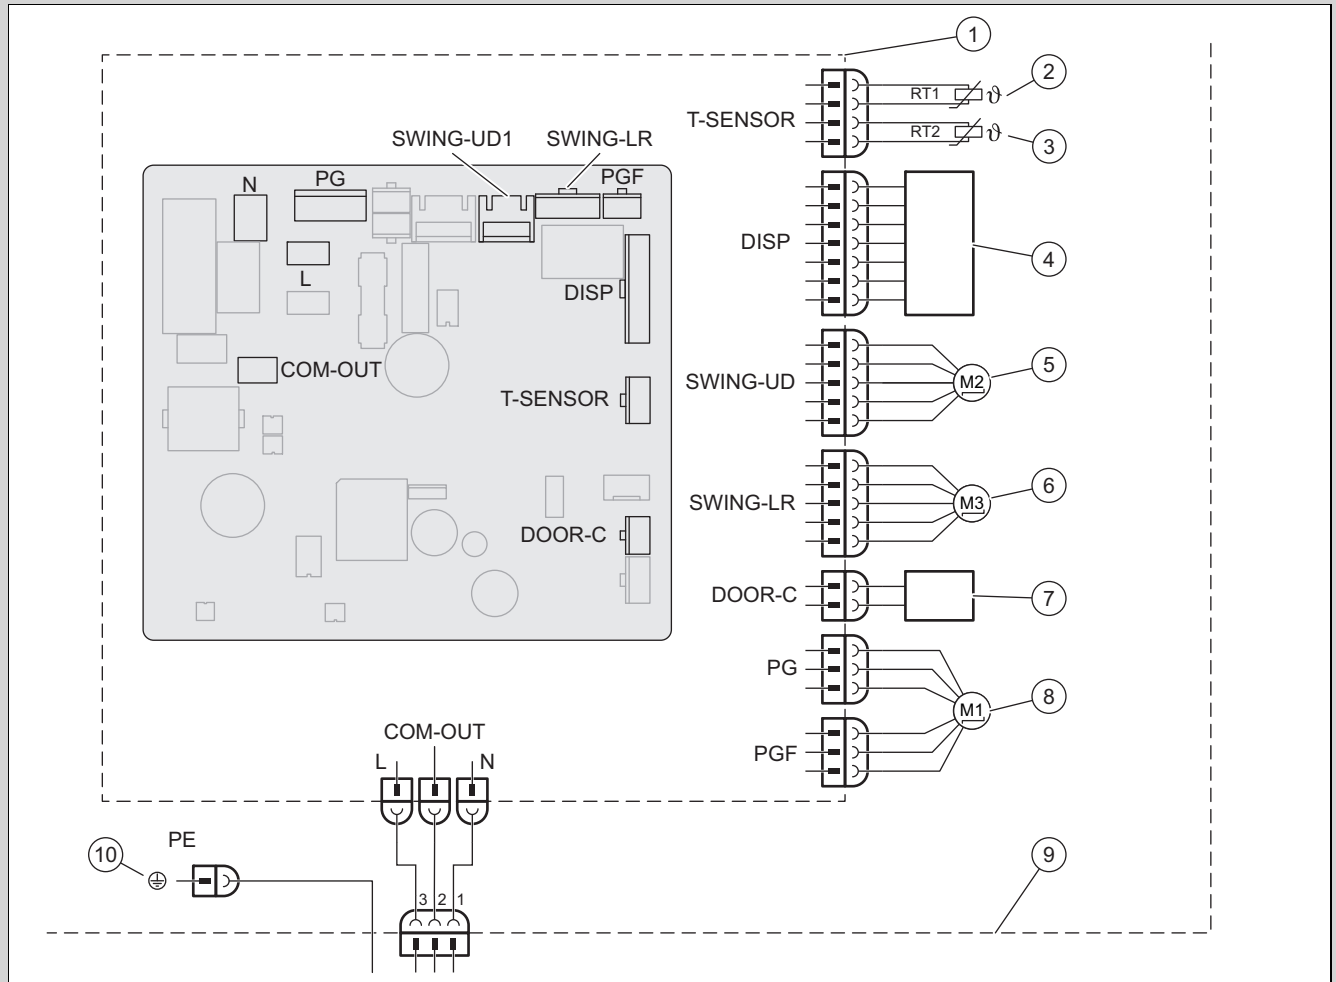 1
T-SENSOR
RT1
ϑ
2
RT2
ϑ
3
SWING-UD1
SWING-LR
N
PG
PGF
L
DISP
COM-OUT
T-SENSOR
DOOR-C
DISP
4
SWING-UD
M2
5
SWING-LR
M3
6
DOOR-C
7
PG
M1
8
PGF
COM-OUT
L
N
PE
10
3 2 1
9